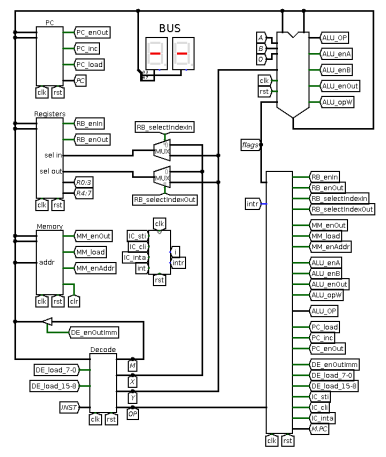 PC
PC_enOut
PC_inc
PC_load
PC
clk rst
BUS
A
B
O
clk
rst
ALU_OP
ALU_enA
ALU_enB
ALU_enOut
ALU_opW
Registers
RB_enIn
RB_enOut
sel in
sel out
R0:3
R4:7
clk rst
RB_selectIndexIn
MUX
MUX
RB_selectIndexOut
flags
intr
Memory
MM_enOut
MM_load
addr
MM_enAddr
clk rst
clr
clk
IC_sti
IC_cli
IC_inta
int
i
intr
rst
DE_enOutImm
Decode
DE_load_7-0
DE_load_15-8
INST
M
X
Y
OP
clk rst
RB_enIn
RB_enOut
RB_selectIndexIn
RB_selectIndexOut
MM_enOut
MM_load
MM_enAddr
ALU_enA
ALU_enB
ALU_enOut
ALU_opW
ALU_OP
PC_load
PC_inc
PC_enOut
DE_enOutImm
DE_load_7-0
DE_load_15-8
IC_sti
IC_cli
IC_inta
M.PC
clk rst